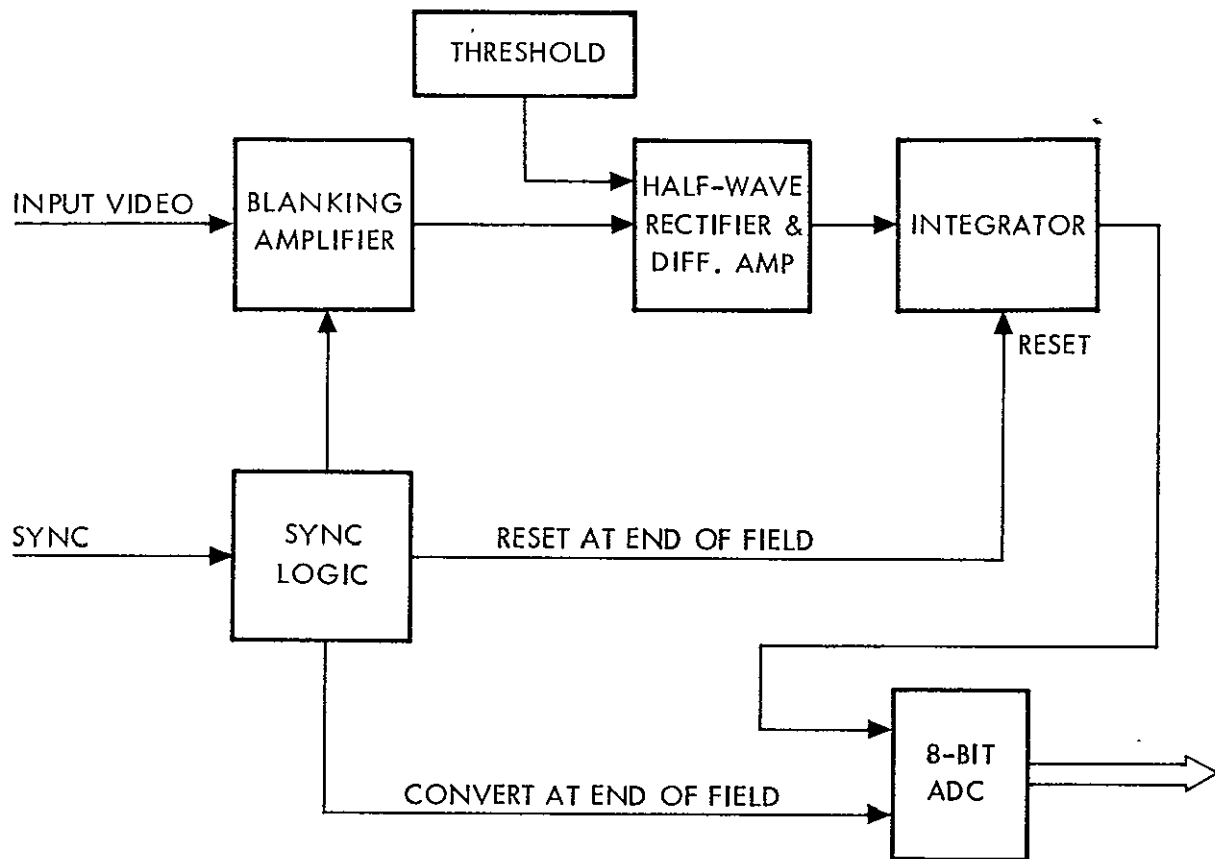 THRESHOLD
INPUT VIDEO
BLANKING
AMPLIFIER
HALF-WAVE
RECTIFIER &
DIFF. AMP
INTEGRATOR
RESET
SYNC
SYNC
LOGIC
RESET AT END OF FIELD
CONVERT AT END OF FIELD
8-BIT
ADC